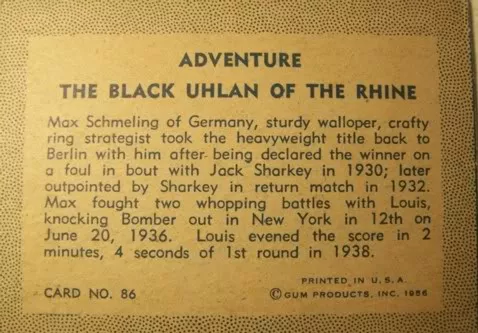 ADVENTURE
THE BLACK UHLAN OF THE RHINE
Max Schmeling of Germany, sturdy walloper, crafty
ring strategist took the heavyweight title back to
Berlin with him after being declared the winner on
a foul in bout with Jack Sharkey in 1930; later
outpointed by Sharkey in return match in 1932.
Max fought two whopping battles with Louis,
knocking Bomber out in New York in 12th on
June 20, 1936. Louis evened the score in 2
minutes, 4 seconds of 1st round in 1938.
PRINTED IN U.S.A.
CARD NO. 86 ©GUM PRODUCTS, INC. 1956